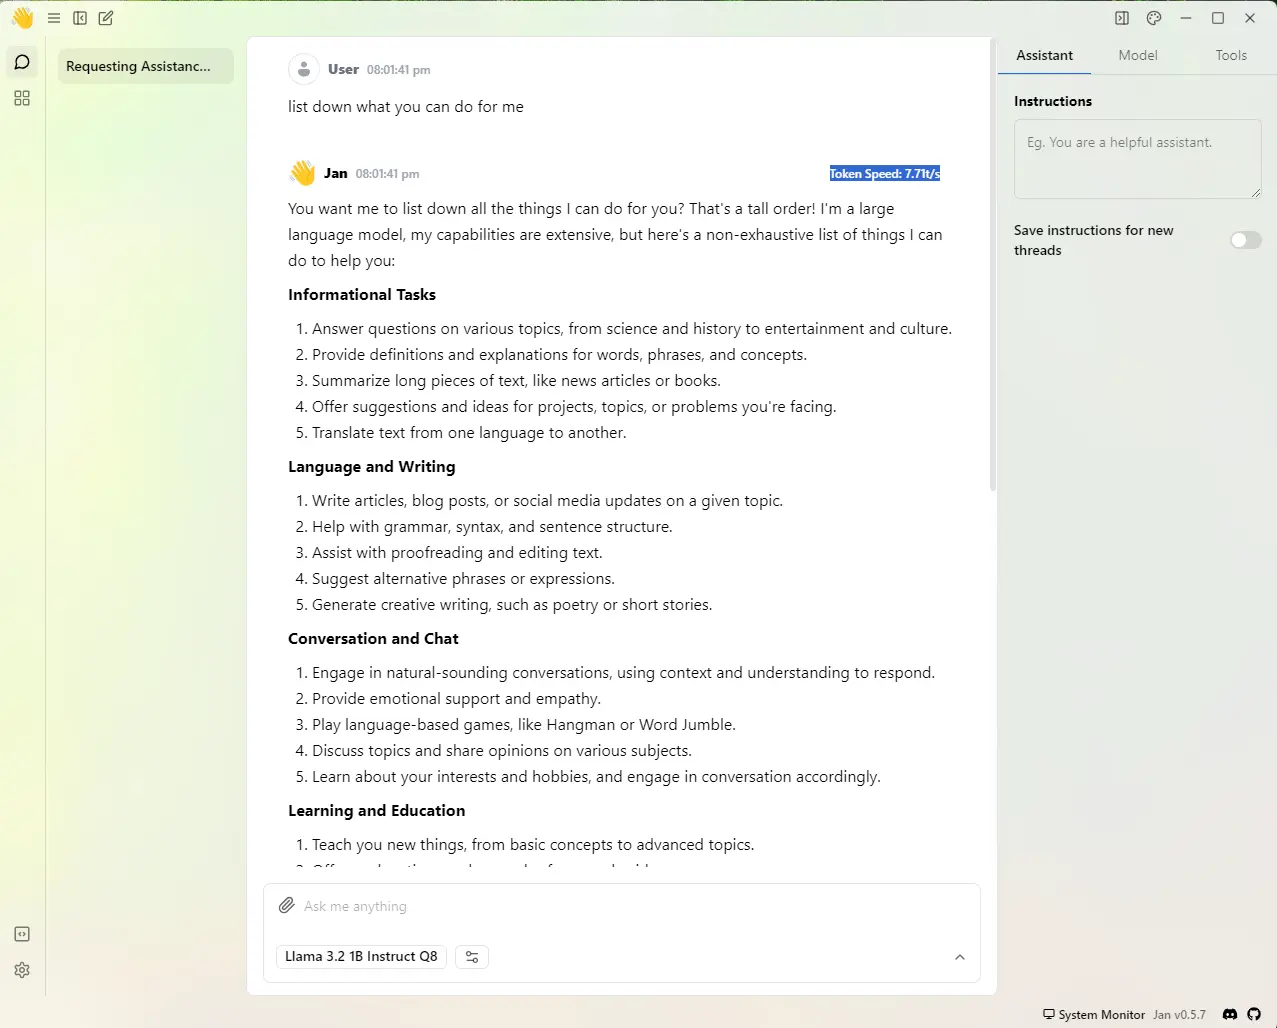 Requesting Assistanc...
User 08:01:41 pm
list down what you can do for me
Jan 08:01:41 pm
Token Speed: 7.71t/s
You want me to list down all the things I can do for you? That's a tall order! I'm a large
language model, my capabilities are extensive, but here's a non-exhaustive list of things I can
do to help you:
Informational Tasks
1. Answer questions on various topics, from science and history to entertainment and culture.
2. Provide definitions and explanations for words, phrases, and concepts.
3. Summarize long pieces of text, like news articles or books.
4. Offer suggestions and ideas for projects, topics, or problems you're facing.
5. Translate text from one language to another.
Language and Writing
1. Write articles, blog posts, or social media updates on a given topic.
2. Help with grammar, syntax, and sentence structure.
3. Assist with proofreading and editing text.
4. Suggest alternative phrases or expressions.
5. Generate creative writing, such as poetry or short stories.
Conversation and Chat
1. Engage in natural-sounding conversations, using context and understanding to respond.
2. Provide emotional support and empathy.
3. Play language-based games, like Hangman or Word Jumble.
4. Discuss topics and share opinions on various subjects.
5. Learn about your interests and hobbies, and engage in conversation accordingly.
Learning and Education
1. Teach you new things, from basic concepts to advanced topics.
Ask me anything
Llama 3.2 1B Instruct Q8
Assistant Model Tools
Instructions
Eg. You are a helpful assistant.
Save instructions for new
threads
System Monitor Jan v0.5.7